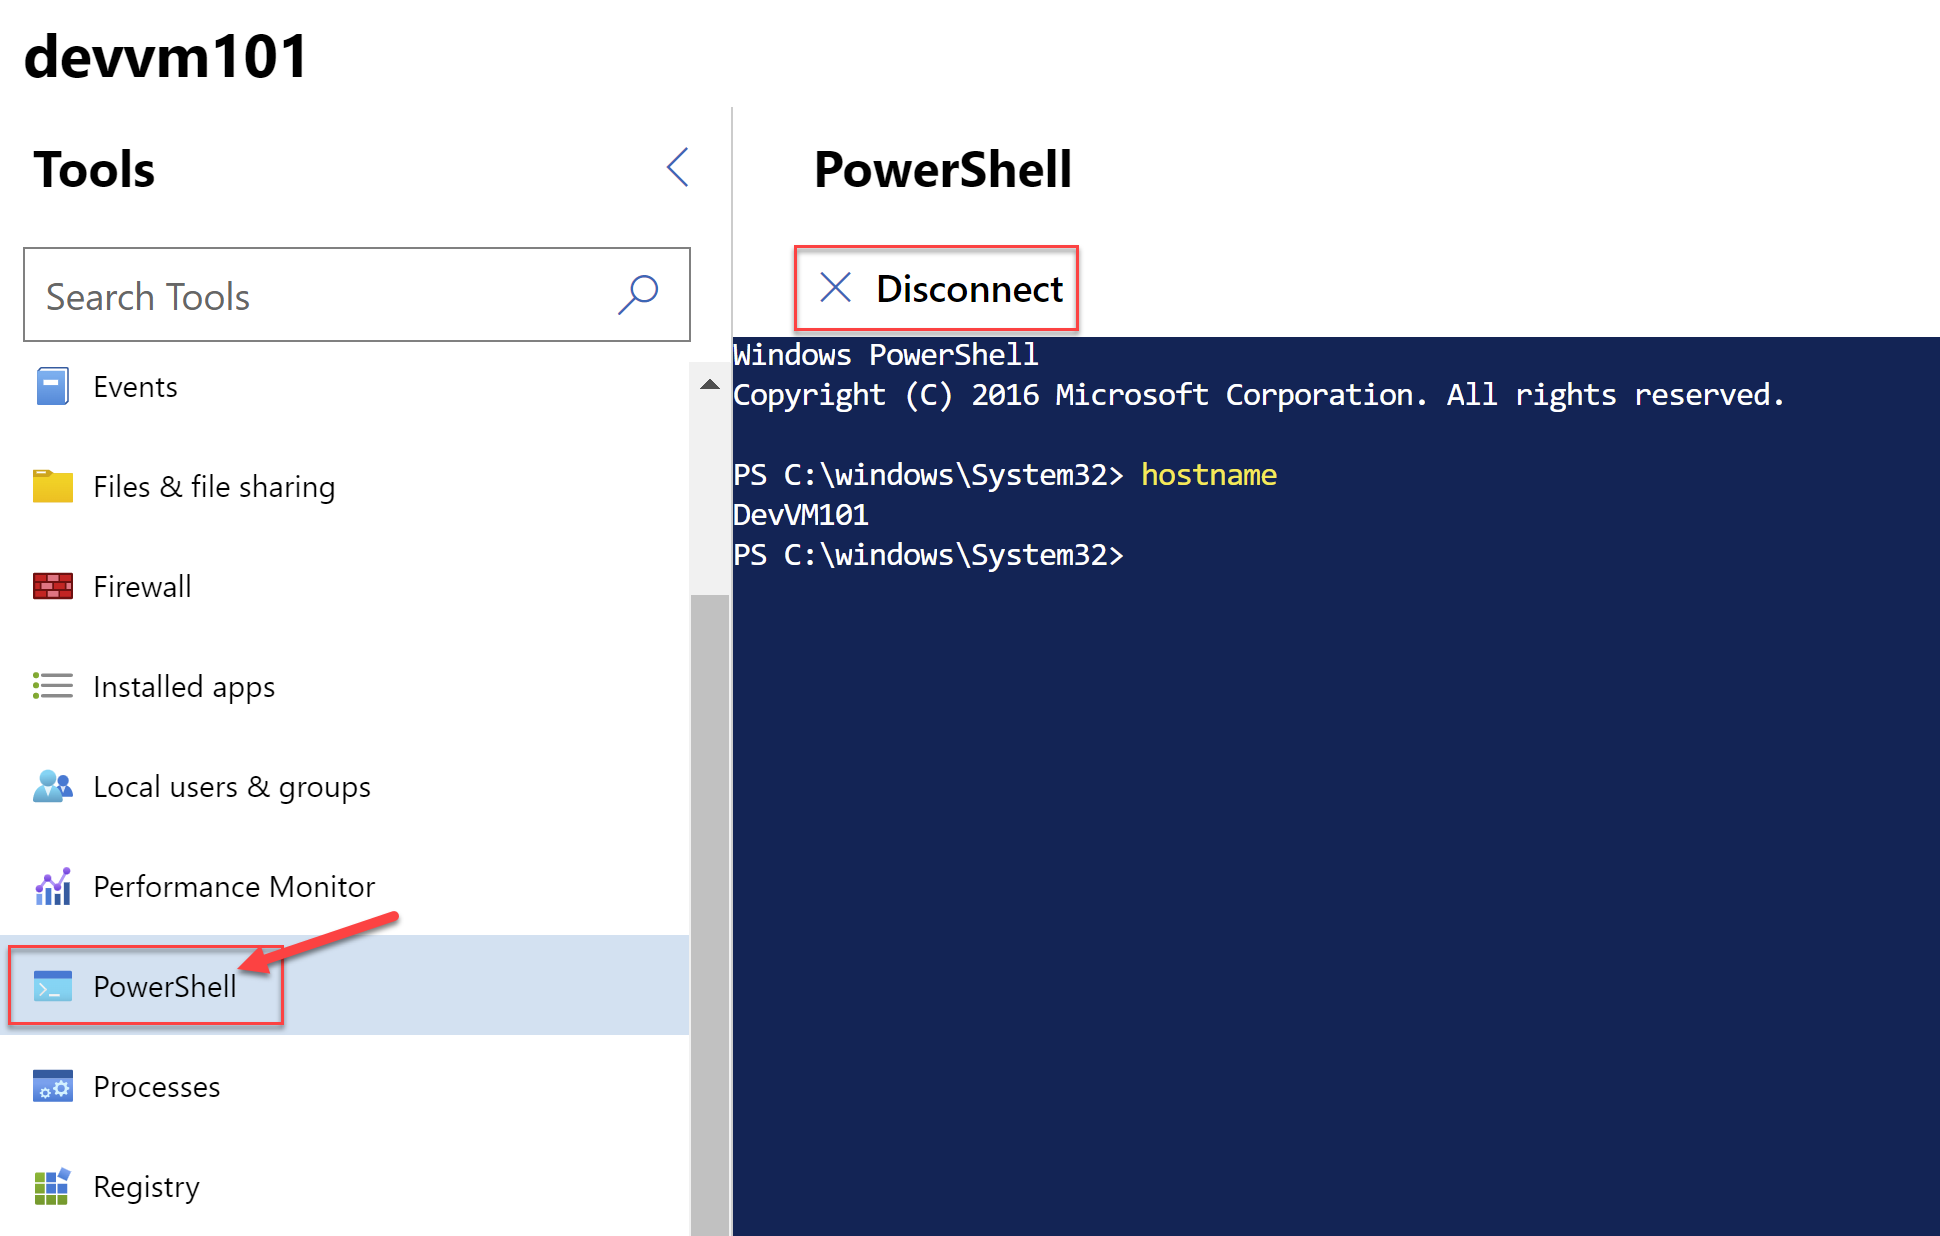 devvm101
Tools
Search Tools
Events
Files & file sharing
Firewall
Installed apps
Local users & groups
Performance Monitor
PowerShell
Processes
Registry
PowerShell
Disconnect
Windows PowerShell
Copyright (C) 2016 Microsoft Corporation. All rights reserved.
PS C:\windows\System32> hostname
DevVM101
PS C:\windows\System32>